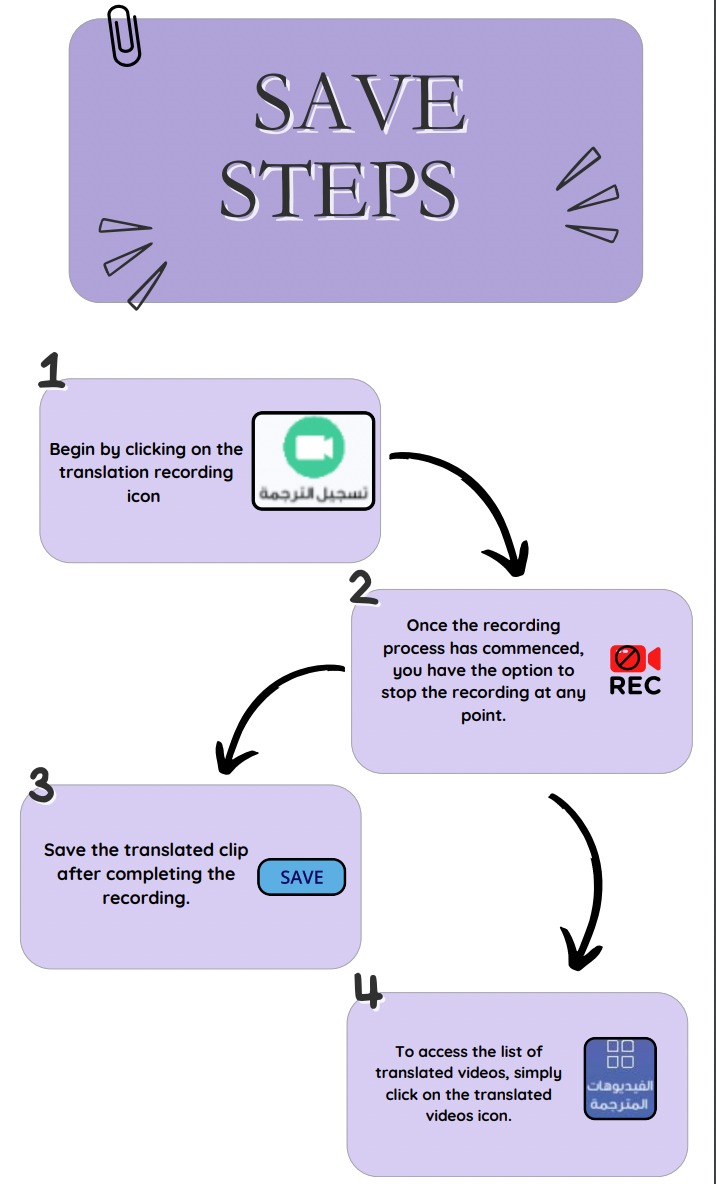 SAVE
STEPS
1
Begin by clicking on the
translation recording
icon
تسجيل الترجمة
2
Once the recording
process has commenced,
you have the option to
stop the recording at any
point.
REC
3
Save the translated clip
after completing the
recording.
SAVE
4
To access the list of
translated videos, simply
click on the translated
videos icon.
الفيديوهات
المترجمة